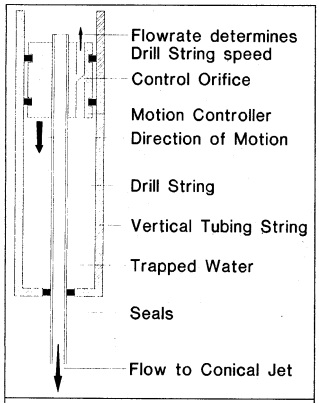 Flowrate determines
Drill String speed
Control Orifice
Motion Controller
Direction of Motion
Drill String
Vertical Tubing String
Trapped Water
Seals
Flow to Conical Jet